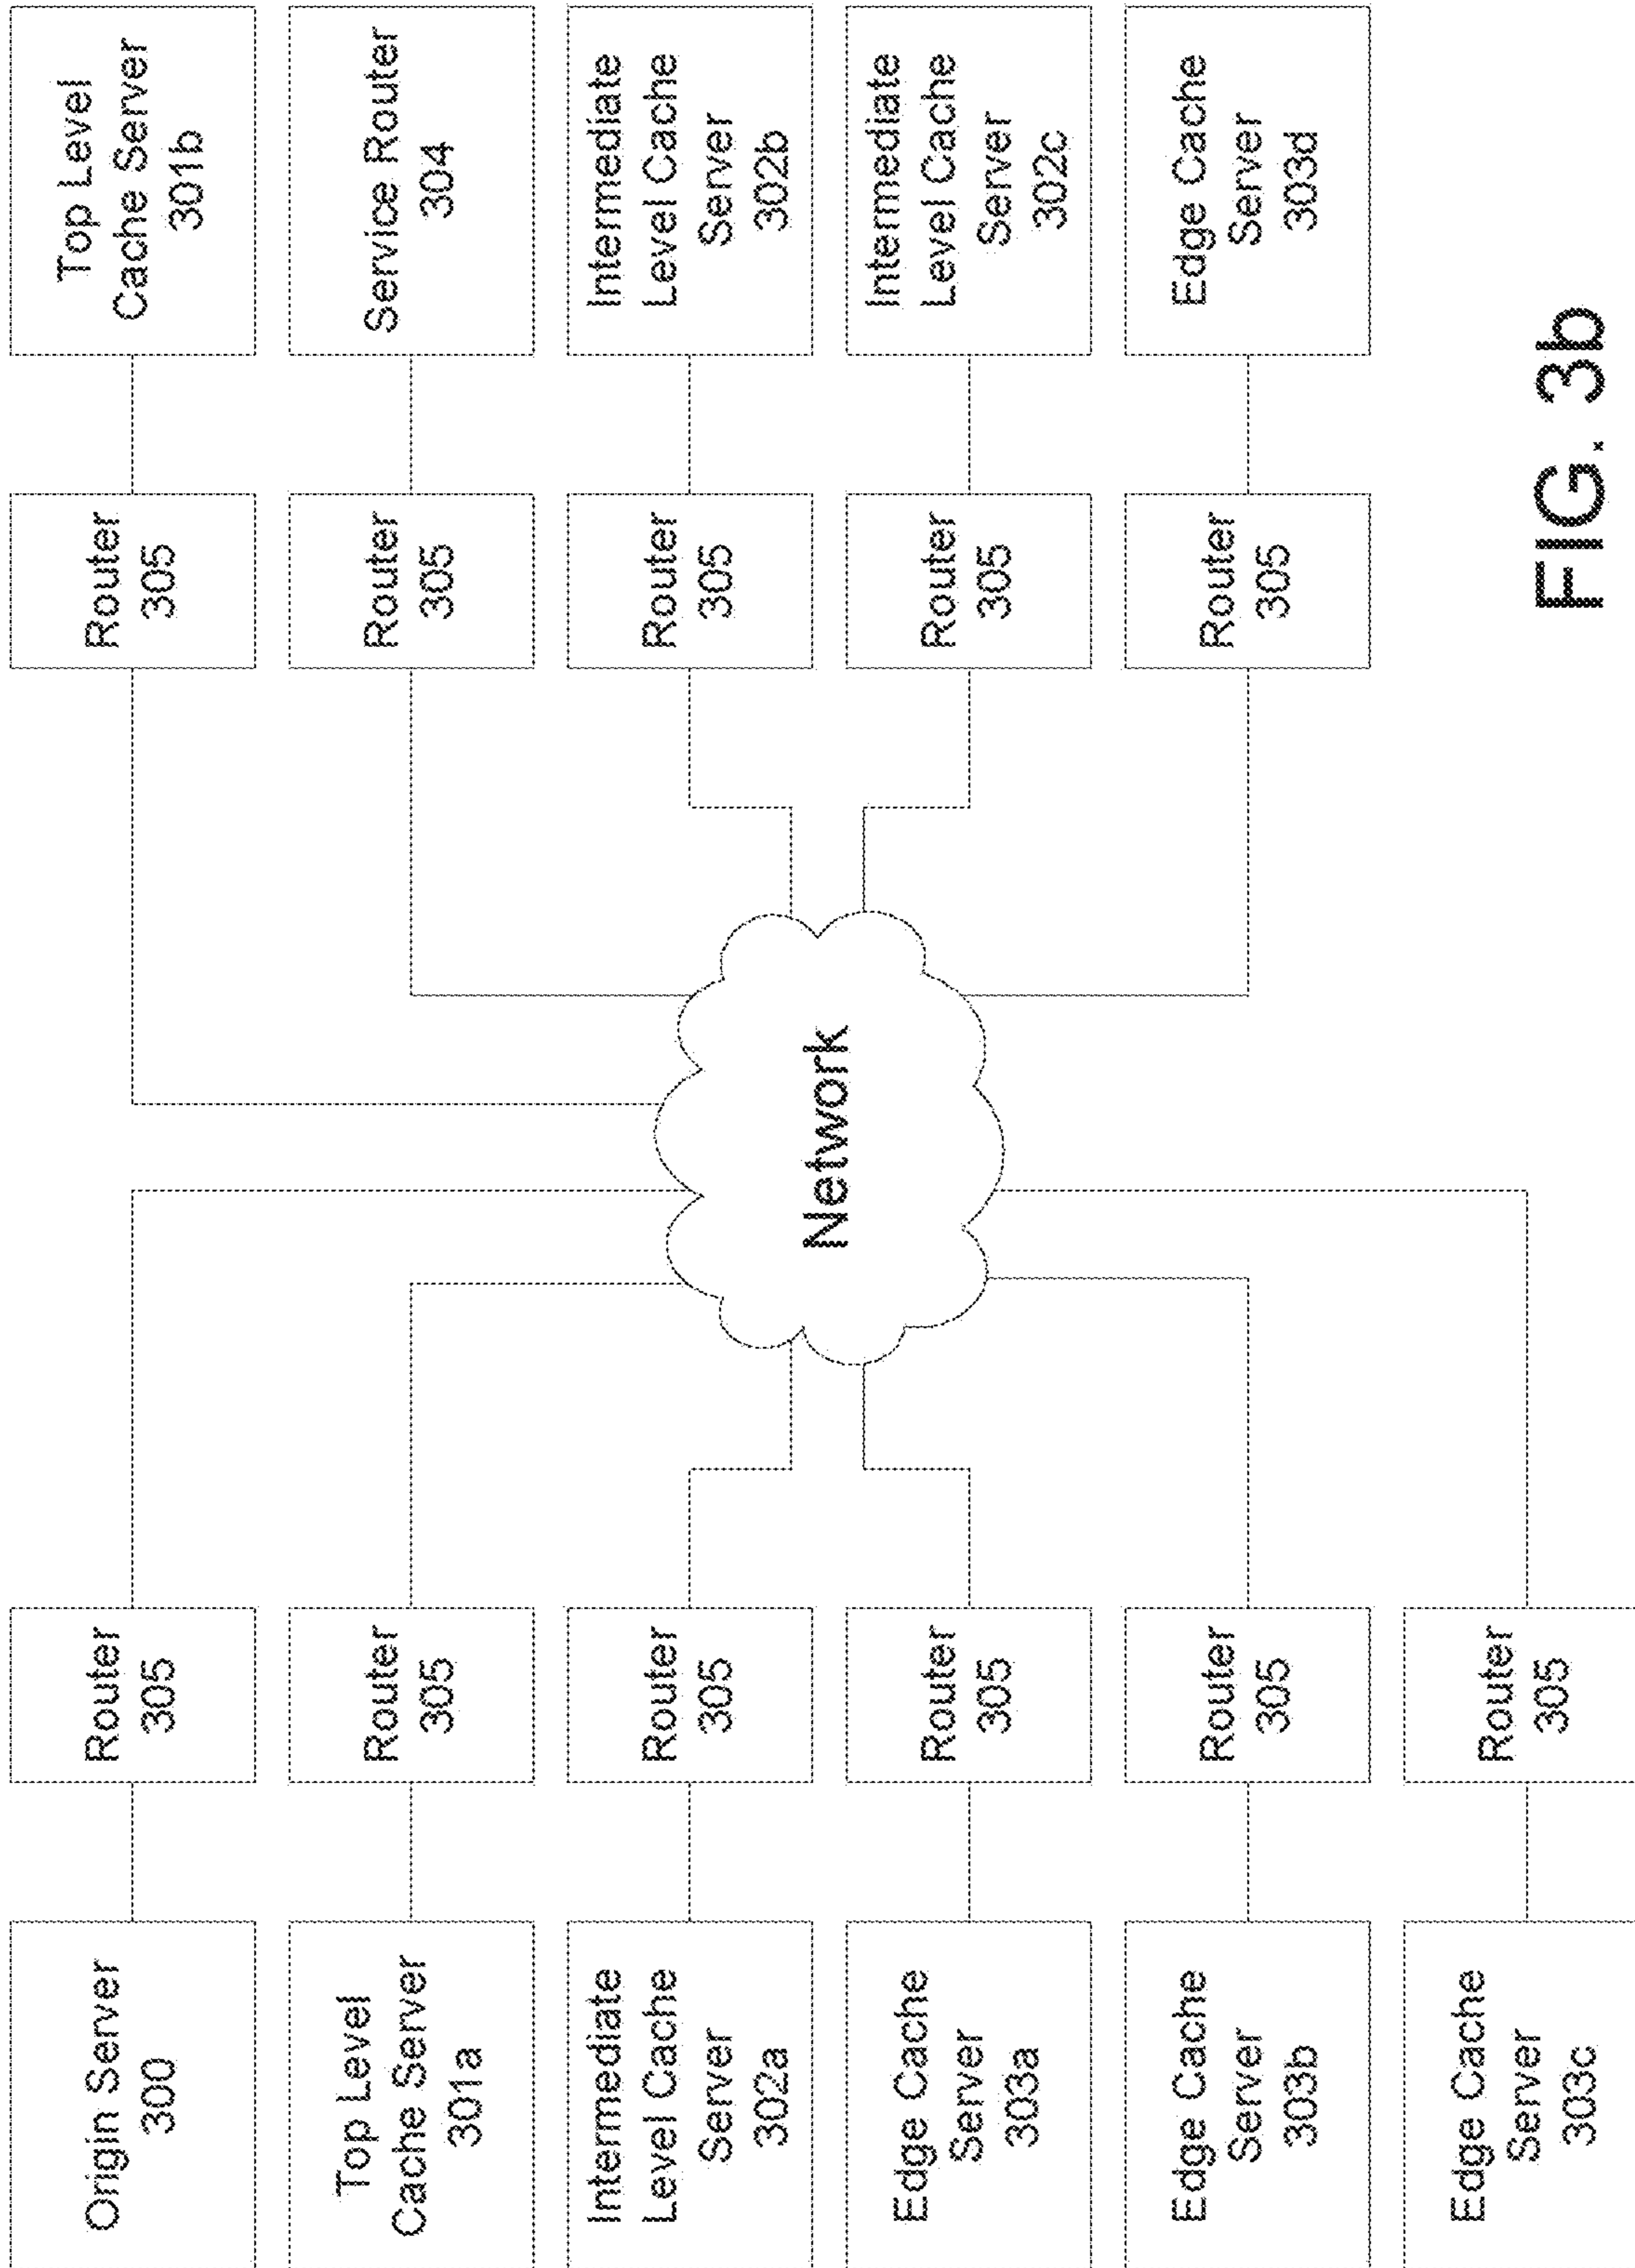 Origin Server
300
Router
305
Router
305
Top Level
Cache Server
301b
Top Level
Cache Server
301a
Router
305
Router
305
Service Router
304
Intermediate
Level Cache
Server
302a
Router
305
Router
305
Intermediate
Level Cache
Server
302b
Network
Edge Cache
Server
303a
Router
305
Router
305
Intermediate
Level Cache
Server
302c
Edge Cache
Server
303b
Router
305
Router
305
Edge Cache
Server
303d
Edge Cache
Server
303c
Router
305
FIG. 3b